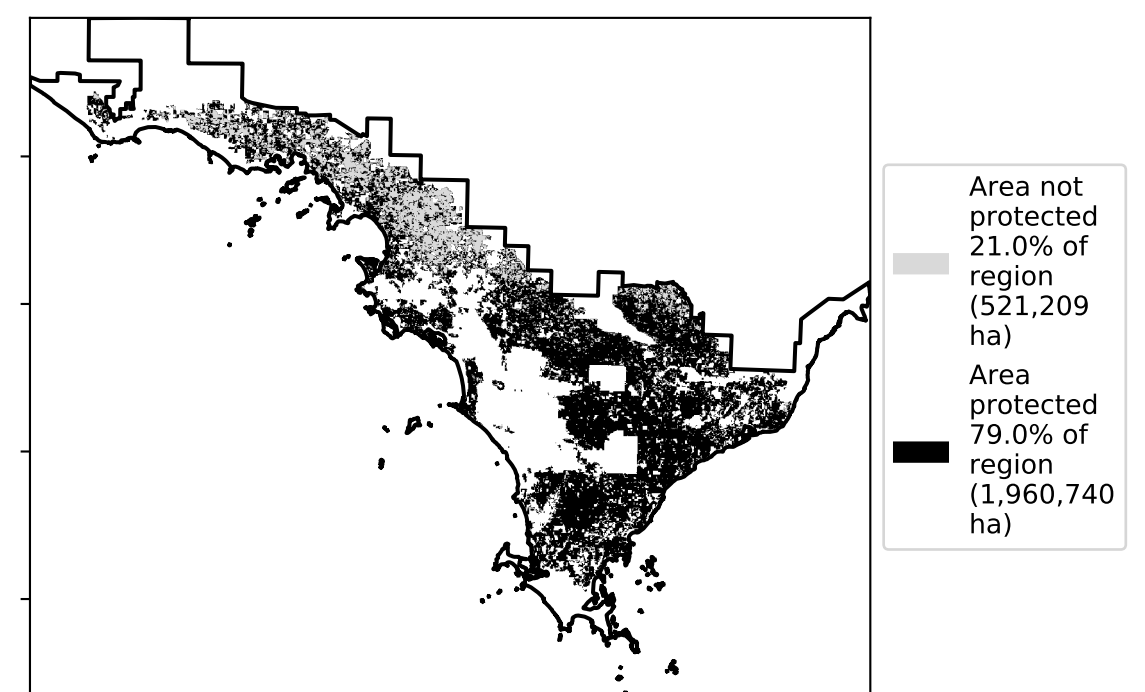 Area not
protected
21.0% of
region
(521,209
ha)
Area
protected
79.0% of
region
(1,960,740
ha)